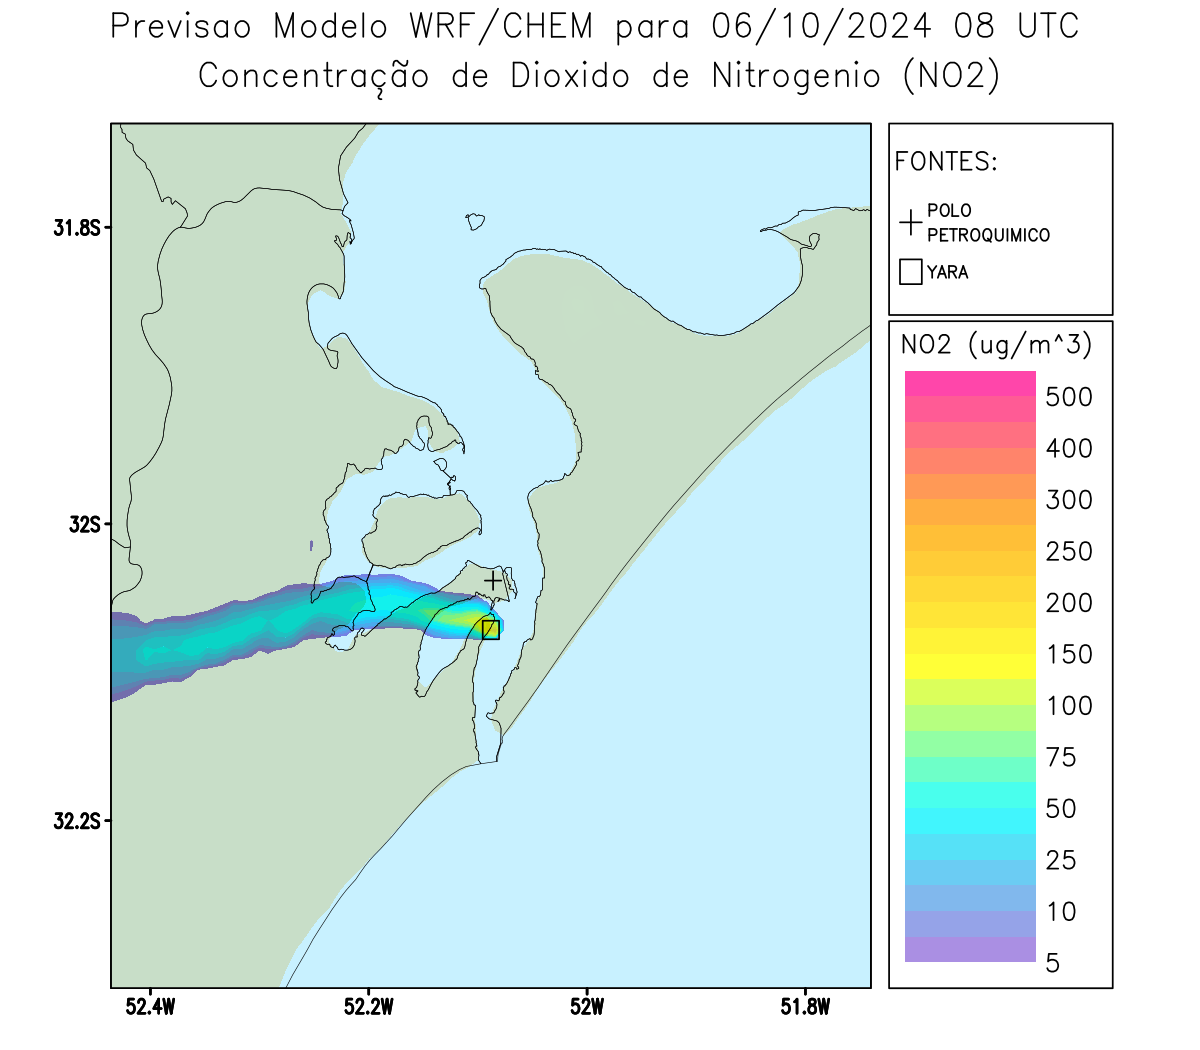 Previsao Modelo WRF/CHEM para 06/10/2024 08 UTC
Concentração de Dioxido de Nitrogenio (NO2)
FONTES:
POLO
PETROQUIMICO
YARA
NO2 (ug/m^3)
500
400
300
250
200
150
100
75
50
25
10
5
31.8S
32S
32.2S
52.4W
52.2W
52W
51.8W